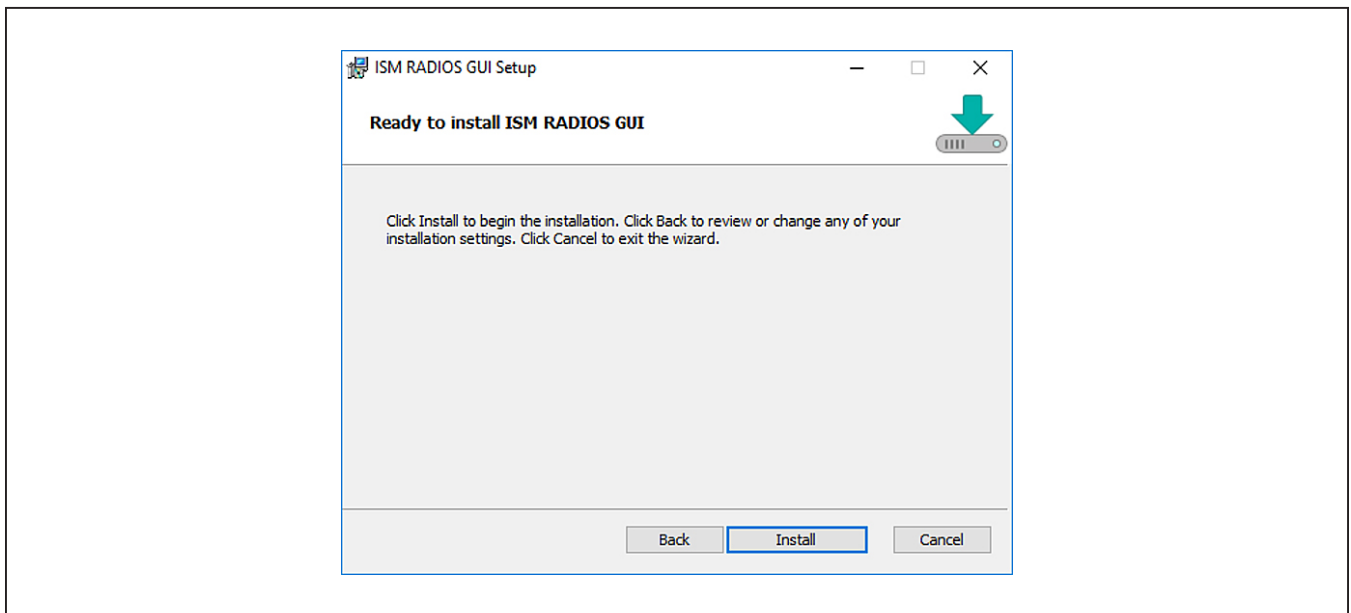 ISM RADIOS GUI Setup
Ready to install ISM RADIOS GUI
Click Install to begin the installation. Click Back to review or change any of your
installation settings. Click Cancel to exit the wizard.
Back Install Cancel